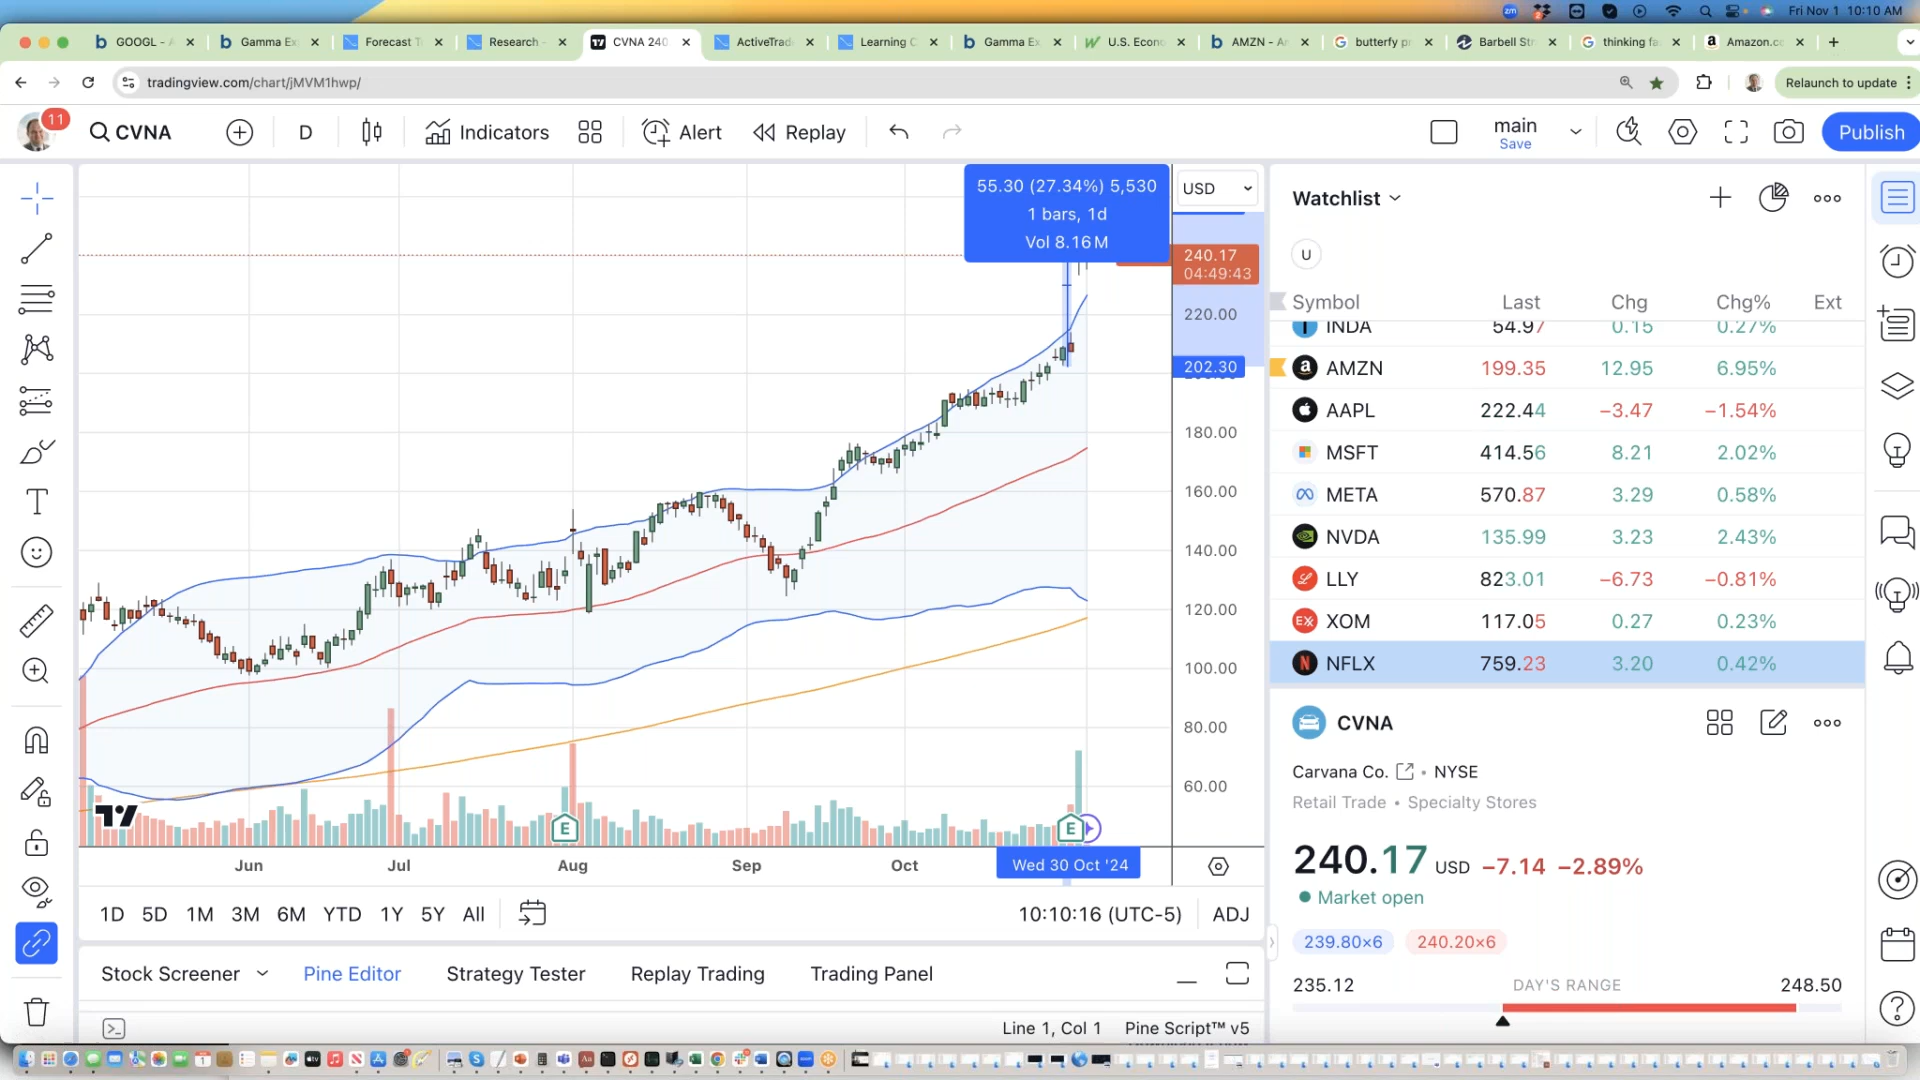 Fri Nov 1 10:10 AM
GOOGL - A
Gamma Ex
Forecast T
Research -
CVNA 240
ActiveTrad
Learning C
Gamma Ex
U.S. Econo
AMZN - A
butterfy p
Barbell Str
thinking fa
Amazon.co
tradingview.com/chart/jMVM1hwp/
Relaunch to update
11
CVNA
D
Indicators
Alert
Replay
main
Save
Publish
55.30 (27.34%) 5,530
1 bars, 1d
Vol 8.16M
USD
240.17
04:49:43
220.00
202.30
180.00
160.00
140.00
120.00
100.00
80.00
60.00
E
E
Jun Jul Aug Sep Oct Wed 30 Oct '24
1D 5D 1M 3M 6M YTD 1Y 5Y All
10:10:16 (UTC-5) ADJ
Stock Screener Pine Editor Strategy Tester Replay Trading Trading Panel
Line 1, Col 1 Pine Script™ v5
Watchlist
U
Symbol Last Chg Chg% Ext
INDA 54.97 0.15 0.27%
AMZN 199.35 12.95 6.95%
AAPL 222.44 −3.47 −1.54%
MSFT 414.56 8.21 2.02%
META 570.87 3.29 0.58%
NVDA 135.99 3.23 2.43%
LLY 823.01 −6.73 −0.81%
XOM 117.05 0.27 0.23%
NFLX 759.23 3.20 0.42%
CVNA
Carvana Co. • NYSE
Retail Trade • Specialty Stores
240.17 USD −7.14 −2.89%
Market open
239.80×6 240.20×6
235.12 DAY'S RANGE 248.50